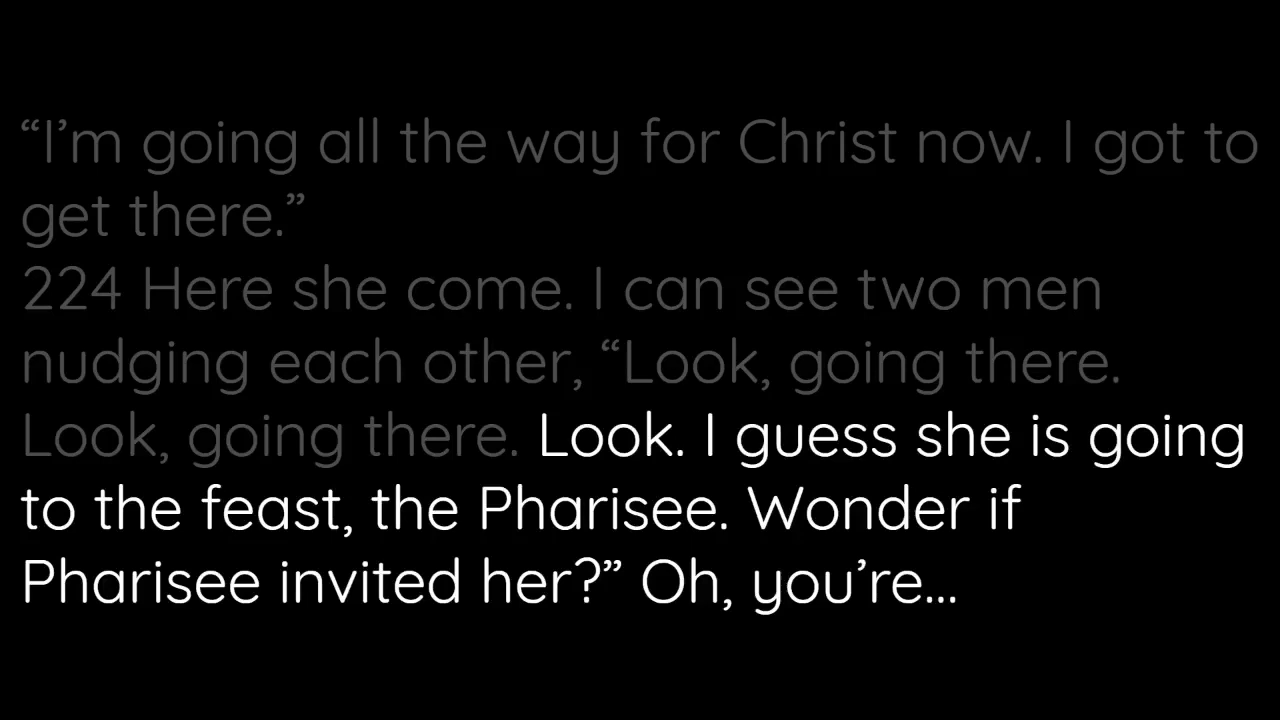 “I’m going all the way for Christ now. I got to
get there.”
224 Here she come. I can see two men
nudging each other, “Look, going there.
Look, going there. Look. I guess she is going
to the feast, the Pharisee. Wonder if
Pharisee invited her?” Oh, you’re...